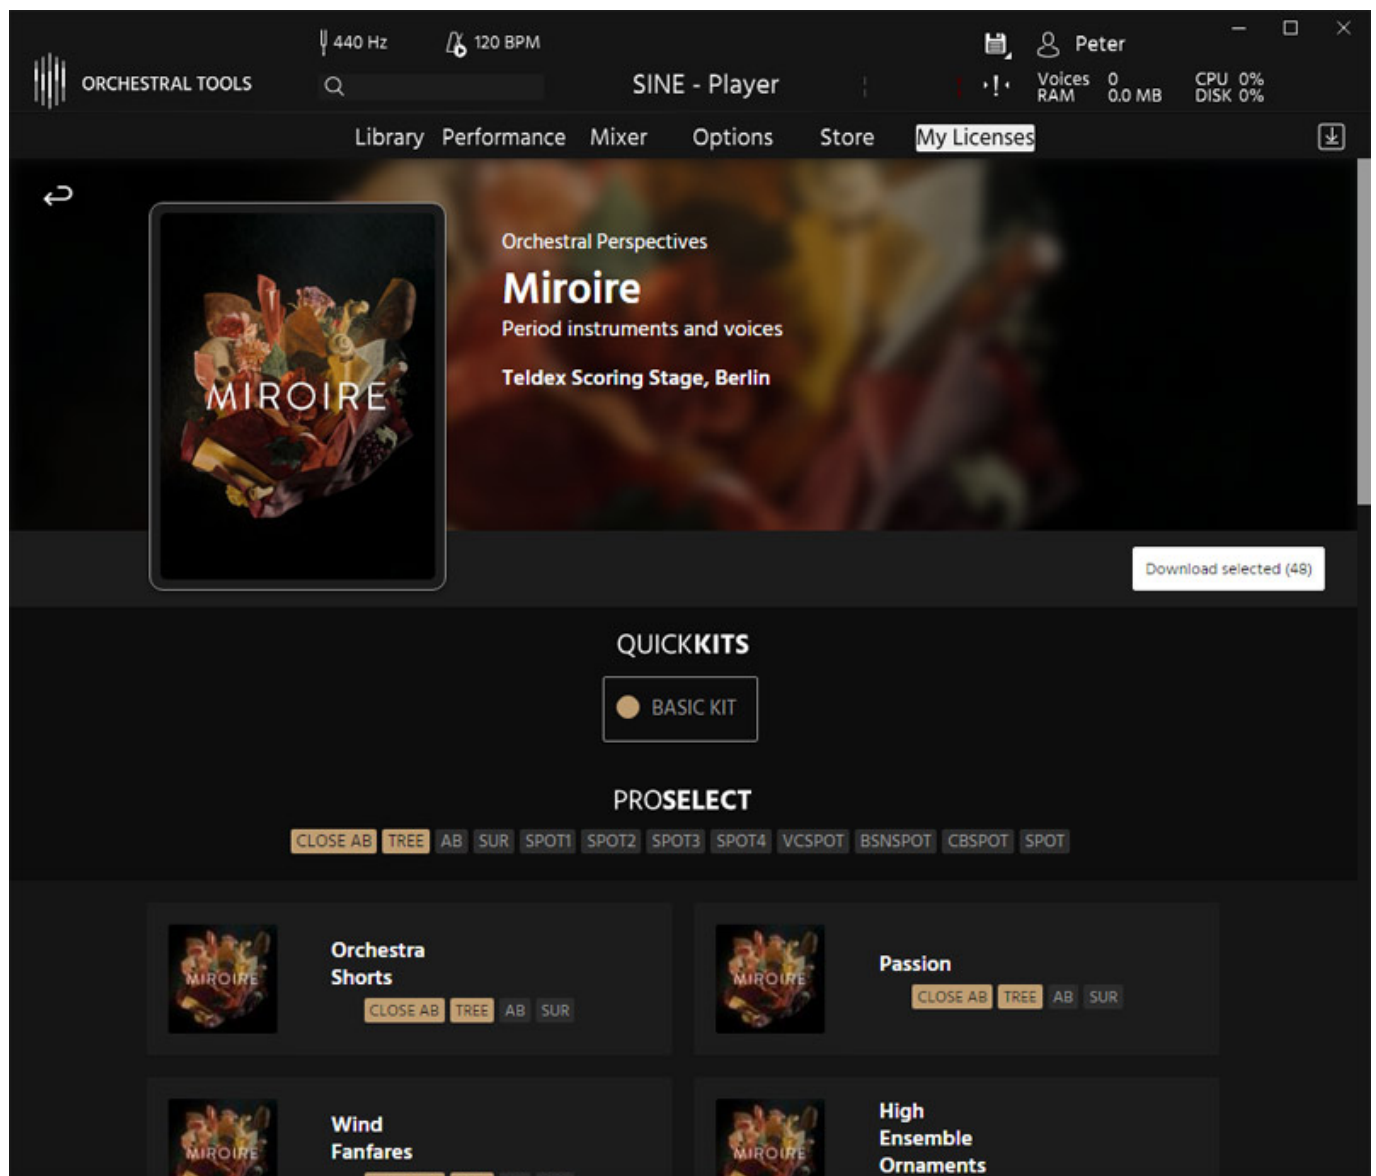 440 Hz
120 BPM
Peter
ORCHESTRAL TOOLS
SINE - Player
Voices 0
RAM 0.0 MB
CPU 0%
DISK 0%
Library Performance Mixer Options Store My Licenses
Orchestral Perspectives
Miroire
Period instruments and voices
Teldex Scoring Stage, Berlin
MIROIRE
Download selected (48)
QUICKKITS
BASIC KIT
PROSELECT
CLOSE AB TREE AB SUR SPOT1 SPOT2 SPOT3 SPOT4 VCSPOT BSNSPOT CBSPOT SPOT
MIROIRE
Orchestra
Shorts
CLOSE AB TREE AB SUR
MIROIRE
Passion
CLOSE AB TREE AB SUR
MIROIRE
Wind
Fanfares
MIROIRE
High
Ensemble
Ornaments